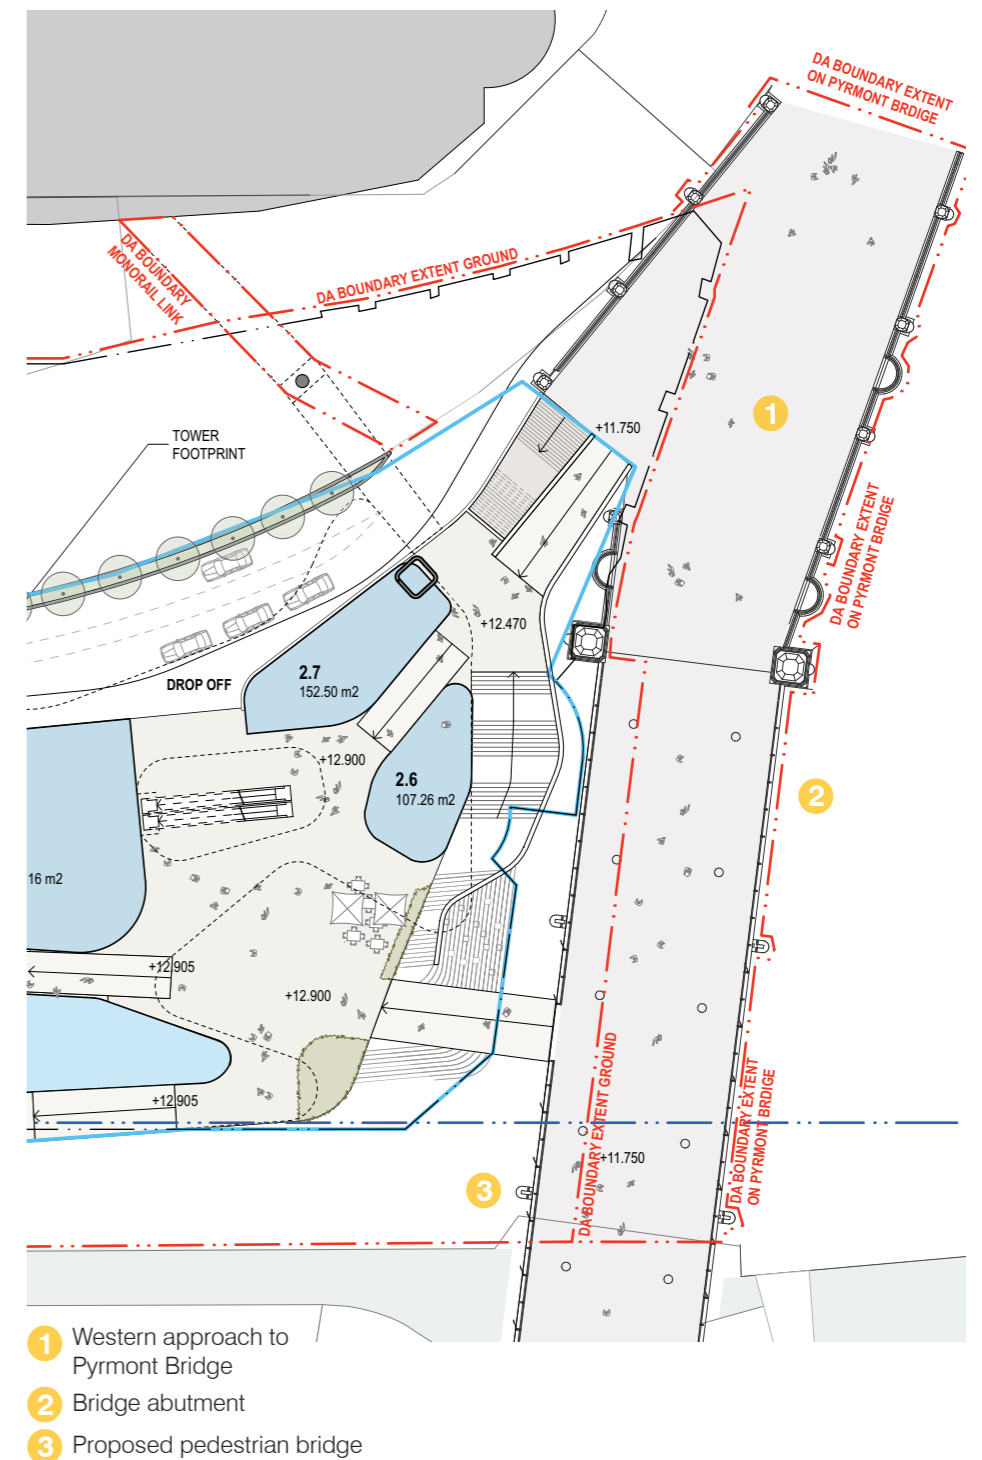 DA BOUNDARY EXTENT
ON PYRMONT BRDIGE
DA BOUNDARY
MONORAIL LINK
DA BOUNDARY EXTENT GROUND
TOWER
FOOTPRINT
+11.750
1
+12.470
DA BOUNDARY EXTENT
ON PYRMONT BRDIGE
2.7
152.50 m2
DROP OFF
+12.900
2.6
107.26 m2
2
16 m2
+12.905
+12.900
+12.905
DA BOUNDARY EXTENT GROUND
+11.750
DA BOUNDARY EXTENT
ON PYRMONT BRDIGE
3
1 Western approach to
Pyrmont Bridge
2 Bridge abutment
3 Proposed pedestrian bridge